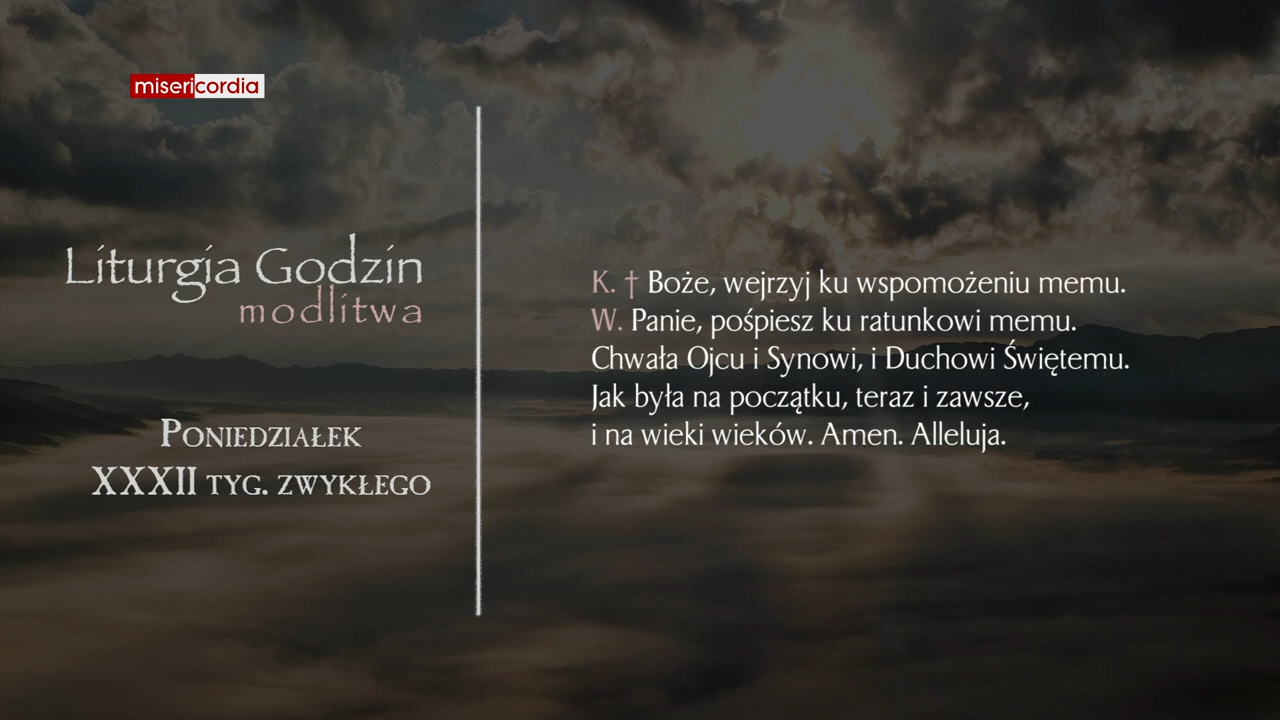 misericordia
Liturgia Godzin
modlitwa
Poniedziałek
XXXII tyg. zwykłego
K. † Boże, wejrzyj ku wspomożeniu memu.
W. Panie, pośpiesz ku ratunkowi memu.
Chwała Ojcu i Synowi, i Duchowi Świętemu.
Jak była na początku, teraz i zawsze,
i na wieki wieków. Amen. Alleluja.